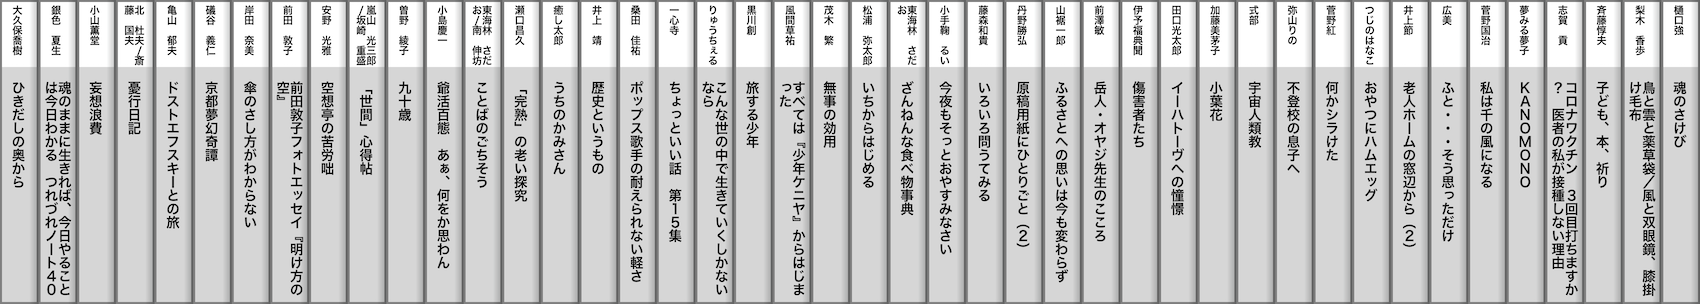 樋口強
魂のさけび
梨木 香歩
鳥と雲と薬草袋／風と双眼鏡、膝掛
け毛布
斉藤惇夫
子ども、本、祈り
志賀 貢
コロナワクチン 3回目打ちますか
？ 医者の私が接種しない理由
夢みる夢子
ＫＡＮＯＭＯＮＯ
菅野国治
私は千の風になる
広美
ふと・・・そう思っただけ
井上節
老人ホームの窓辺から（２）
つじのはなこ
おやつにハムエッグ
菅野紅
何かシラけた
弥山りの
不登校の息子へ
式部
宇宙人類教
加藤美茅子
小葉花
田口光太郎
イーハトーヴへの憧憬
伊予福典聞
傷害者たち
前澤敏
岳人・オヤジ先生のこころ
山裾一郎
ふるさとへの思いは今も変わらず
丹野勝弘
原稿用紙にひとりごと（２）
藤森和貴
いろいろ問うてみる
小手鞠 るい
今夜もそっとおやすみなさい
東海林 さだ
お
ざんねんな食べ物事典
松浦 弥太郎
いちからはじめる
茂木 繁
無事の効用
風間草祐
すべては『少年ケニヤ』からはじま
った
黒川創
旅する少年
りゅうちぇる
こんな世の中で生きていくしかない
なら
一心寺
ちょっといい話 第１５集
桑田 佳祐
ポップス歌手の耐えられない軽さ
井上 靖
歴史というもの
癒し太郎
うちのかみさん
瀬口昌久
「完熟」の老い探究
東海林 さだ
お/南 伸坊
ことばのごちそう
小島慶一
爺活百態 あぁ、何をか思わん
曽野 綾子
九十歳
嵐山 光三郎
/坂崎 重盛
「世間」心得帖
安野 光雅
空想亭の苦労咄
前田 敦子
前田敦子フォトエッセイ『明け方の
空』
岸田 奈美
傘のさし方がわからない
礒谷 義仁
京都夢幻奇譚
亀山 郁夫
ドストエフスキーとの旅
北 杜夫/斎
藤 国夫
憂行日記
小山薫堂
妄想浪費
銀色 夏生
魂のままに生きれば、今日やること
は今日わかる つれづれノート４０
大久保喬樹
ひきだしの奥から